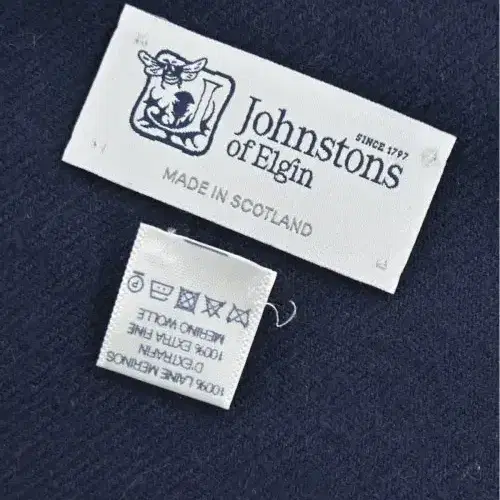 SINCE 1797
Johnstons
of Elgin
MADE IN SCOTLAND
100% LAINE MERINOS
D'EXTRAFIN
100% EXTRA FINE
MERINO WOLLE
P